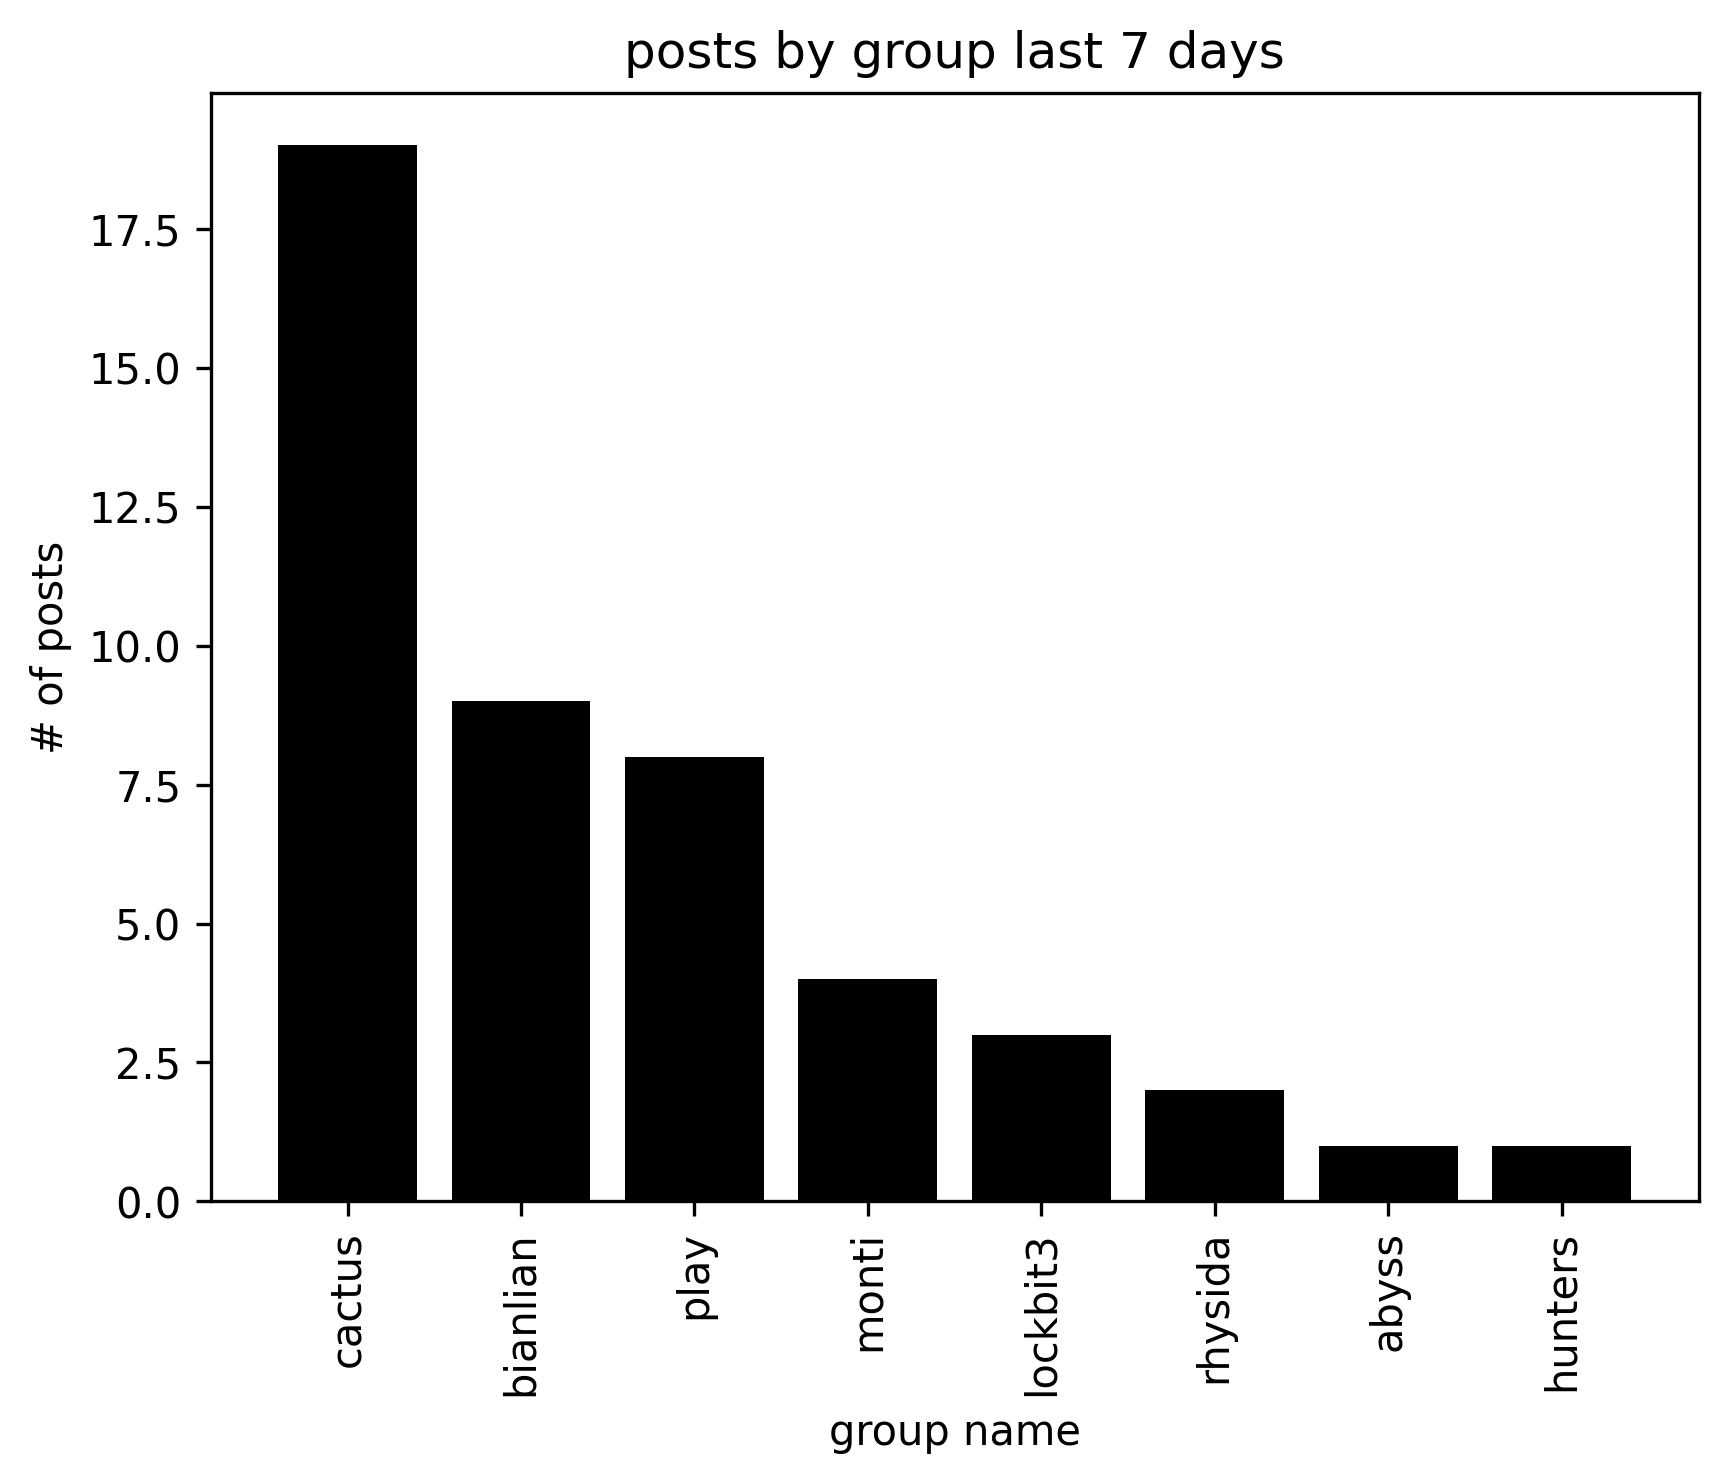 posts by group last 7 days
# of posts
17.5
15.0
12.5
10.0
7.5
5.0
2.5
0.0
cactus
bianlian
play
monti
lockbit3
rhysida
abyss
hunters
group name